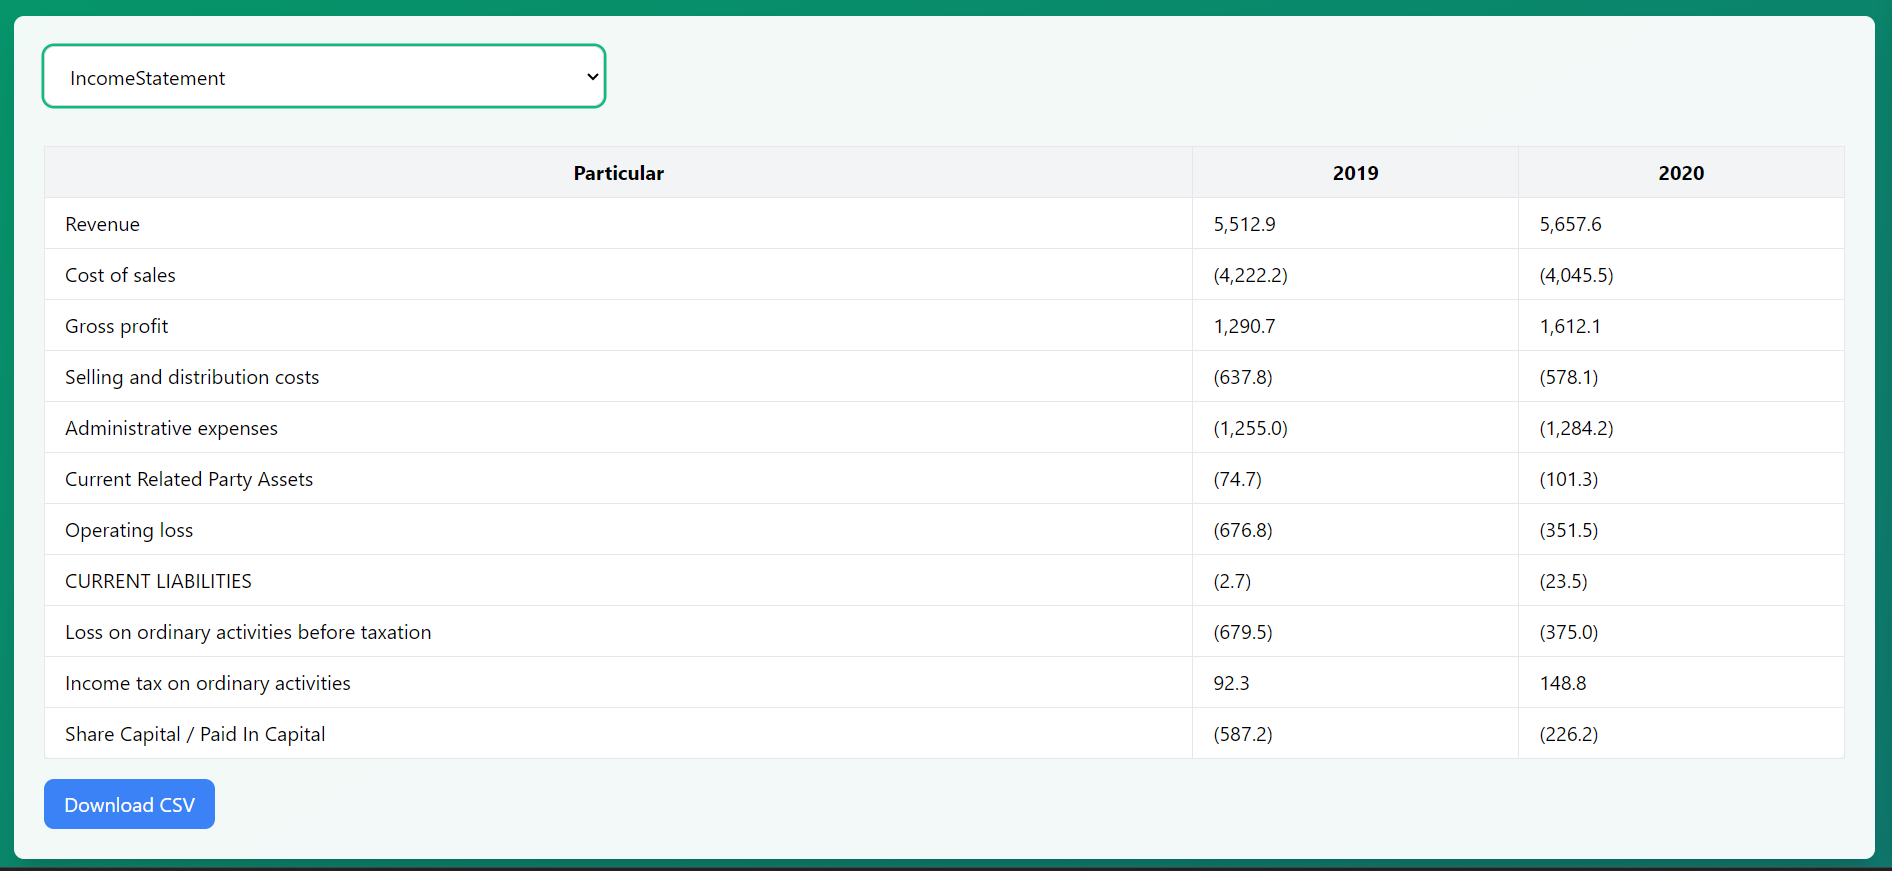 IncomeStatement
Particular 2019 2020
Revenue 5,512.9 5,657.6
Cost of sales (4,222.2) (4,045.5)
Gross profit 1,290.7 1,612.1
Selling and distribution costs (637.8) (578.1)
Administrative expenses (1,255.0) (1,284.2)
Current Related Party Assets (74.7) (101.3)
Operating loss (676.8) (351.5)
CURRENT LIABILITIES (2.7) (23.5)
Loss on ordinary activities before taxation (679.5) (375.0)
Income tax on ordinary activities 92.3 148.8
Share Capital / Paid In Capital (587.2) (226.2)
Download CSV